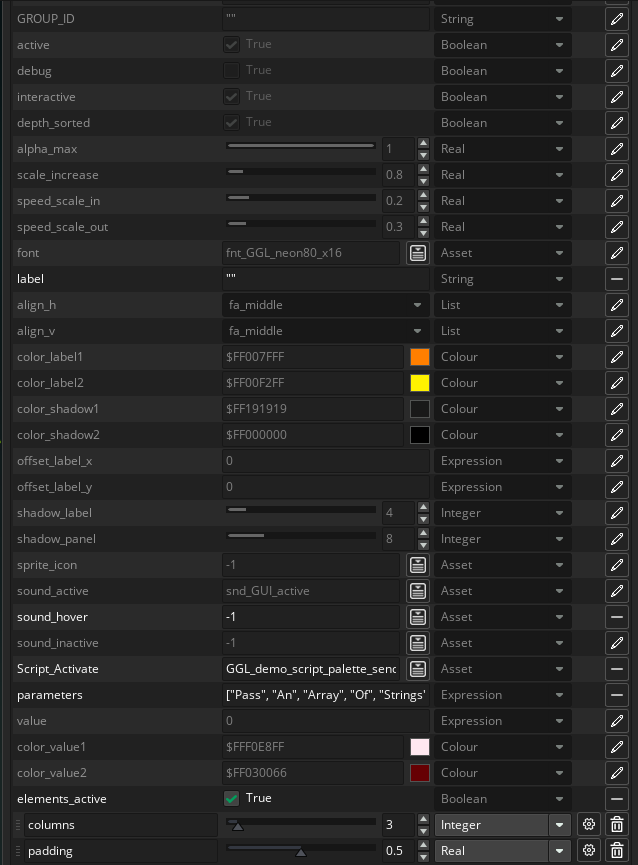 GROUP_ID "" String
active True Boolean
debug True Boolean
interactive True Boolean
depth_sorted True Boolean
alpha_max 1 Real
scale_increase 0.8 Real
speed_scale_in 0.2 Real
speed_scale_out 0.3 Real
font fnt_GGL_neon80_x16 Asset
label "" String
align_h fa_middle List
align_v fa_middle List
color_label1 $FF007FFF Colour
color_label2 $FF00F2FF Colour
color_shadow1 $FF191919 Colour
color_shadow2 $FF000000 Colour
offset_label_x 0 Expression
offset_label_y 0 Expression
shadow_label 4 Integer
shadow_panel 8 Integer
sprite_icon -1 Asset
sound_active snd_GUI_active Asset
sound_hover -1 Asset
sound_inactive -1 Asset
Script_Activate GGL_demo_script_palette_send Asset
parameters ["Pass", "An", "Array", "Of", "Strings" Expression
value 0 Expression
color_value1 $FFF0E8FF Colour
color_value2 $FF030066 Colour
elements_active True Boolean
columns 3 Integer
padding 0.5 Real